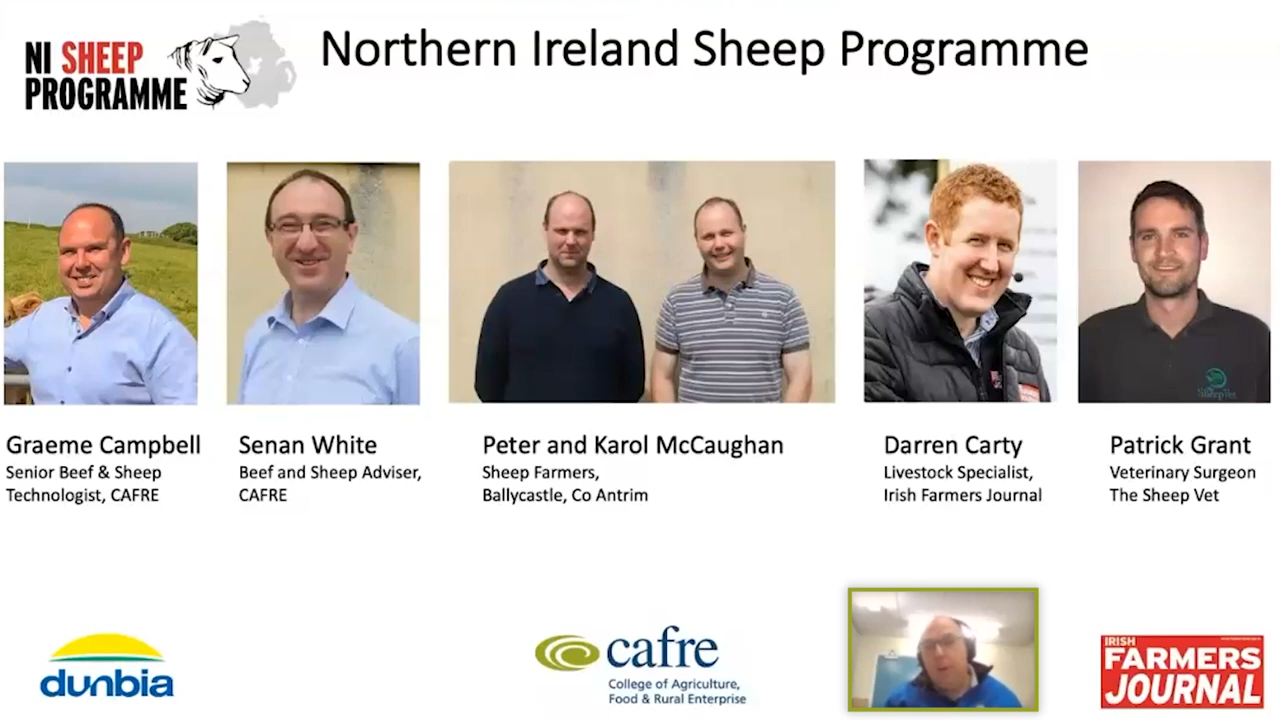 NI SHEEP
PROGRAMME
Northern Ireland Sheep Programme
Graeme Campbell
Senior Beef & Sheep
Technologist, CAFRE
Senan White
Beef and Sheep Adviser,
CAFRE
Peter and Karol McCaughan
Sheep Farmers,
Ballycastle, Co Antrim
Darren Carty
Livestock Specialist,
Irish Farmers Journal
Patrick Grant
Veterinary Surgeon
The Sheep Vet
dunbia
cafre
College of Agriculture,
Food & Rural Enterprise
IRISH
FARMERS
JOURNAL